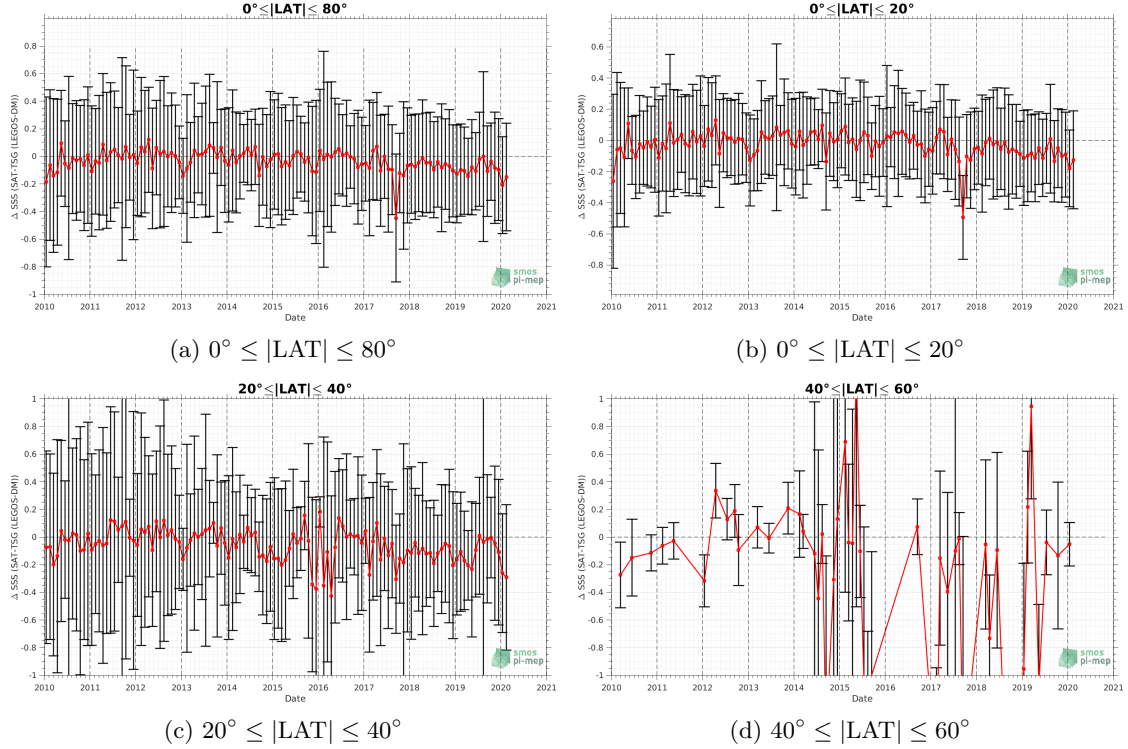 0°≤|LAT|≤ 80°
Δ SSS (SAT-TSG (LEGOS-DMI))
1
0.8
0.6
0.4
0.2
0
-0.2
-0.4
-0.6
-0.8
-1
2010 2011 2012 2013 2014 2015 2016 2017 2018 2019 2020 2021
Date
smos
pi-mep
(a) 0° ≤ |LAT| ≤ 80°
0°≤|LAT|≤ 20°
Δ SSS (SAT-TSG (LEGOS-DMI))
0.6
0.4
0.2
0
-0.2
-0.4
-0.6
-0.8
2010 2011 2012 2013 2014 2015 2016 2017 2018 2019 2020 2021
Date
smos
pi-mep
(b) 0° ≤ |LAT| ≤ 20°
20°≤|LAT|≤ 40°
Δ SSS (SAT-TSG (LEGOS-DMI))
1
0.8
0.6
0.4
0.2
0
-0.2
-0.4
-0.6
-0.8
-1
2010 2011 2012 2013 2014 2015 2016 2017 2018 2019 2020 2021
Date
smos
pi-mep
(c) 20° ≤ |LAT| ≤ 40°
40°≤|LAT|≤ 60°
Δ SSS (SAT-TSG (LEGOS-DMI))
1
0.8
0.6
0.4
0.2
0
-0.2
-0.4
-0.6
-0.8
-1
2010 2011 2012 2013 2014 2015 2016 2017 2018 2019 2020 2021
Date
smos
pi-mep
(d) 40° ≤ |LAT| ≤ 60°